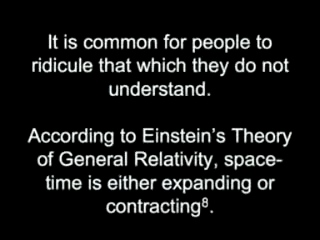 It is common for people to
ridicule that which they do not
understand.
According to Einstein's Theory
of General Relativity, space-
time is either expanding or
contracting⁸.